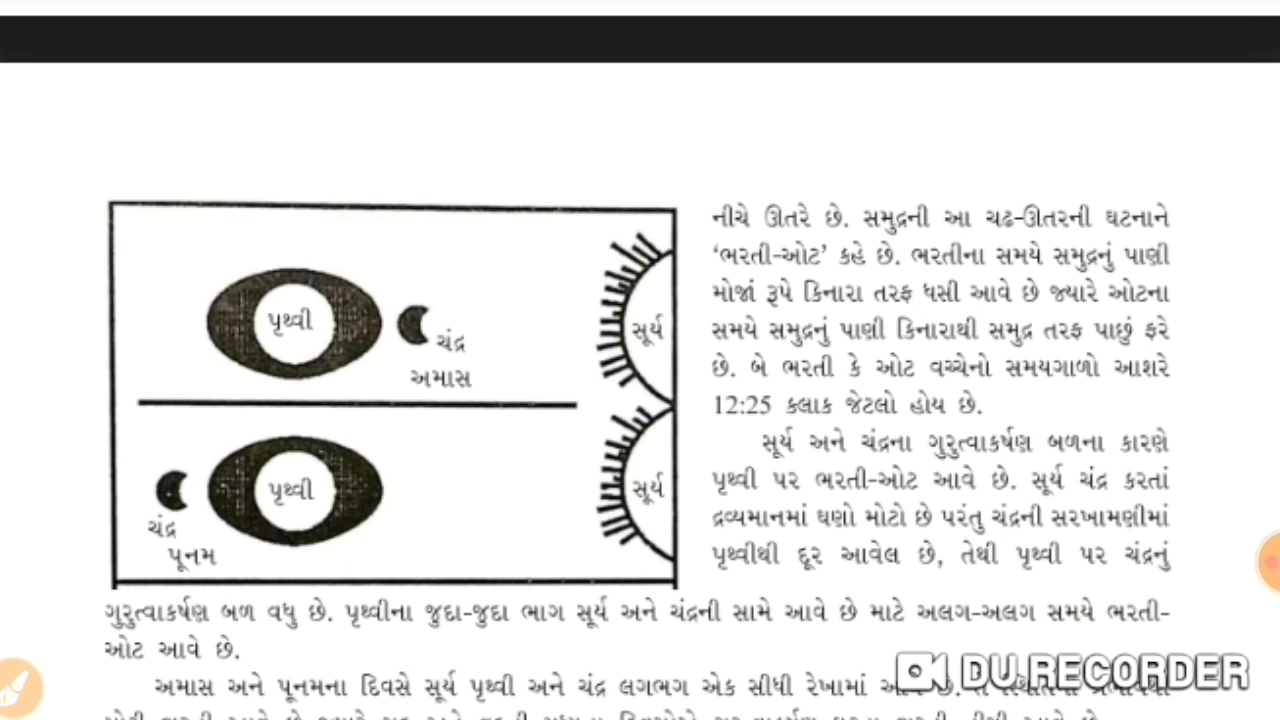 પૃથ્વી
ચંદ્ર
અમાસ
સૂર્ય
પૃથ્વી
ચંદ્ર
પૂનમ
સૂર્ય
નીચે ઊતરે છે. સમુદ્રની આ ચઢ-ઊતરની ઘટનાને
‘ભરતી-ઓટ’ કહે છે. ભરતીના સમયે સમુદ્રનું પાણી
મોજાં રૂપે કિનારા તરફ ધસી આવે છે જ્યારે ઓટના
સમયે સમુદ્રનું પાણી કિનારાથી સમુદ્ર તરફ પાછું ફરે
છે. બે ભરતી કે ઓટ વચ્ચેનો સમયગાળો આશરે
12:25 કલાક જેટલો હોય છે.
સૂર્ય અને ચંદ્રના ગુરુત્વાકર્ષણ બળના કારણે
પૃથ્વી પર ભરતી-ઓટ આવે છે. સૂર્ય ચંદ્ર કરતાં
દ્રવ્યમાનમાં ઘણો મોટો છે પરંતુ ચંદ્રની સરખામણીમાં
પૃથ્વીથી દૂર આવેલ છે, તેથી પૃથ્વી પર ચંદ્રનું
ગુરુત્વાકર્ષણ બળ વધુ છે. પૃથ્વીના જુદા-જુદા ભાગ સૂર્ય અને ચંદ્રની સામે આવે છે માટે અલગ-અલગ સમયે ભરતી-
ઓટ આવે છે.
અમાસ અને પૂનમના દિવસે સૂર્ય પૃથ્વી અને ચંદ્ર લગભગ એક સીધી રેખામાં છે.
DU RECORDER